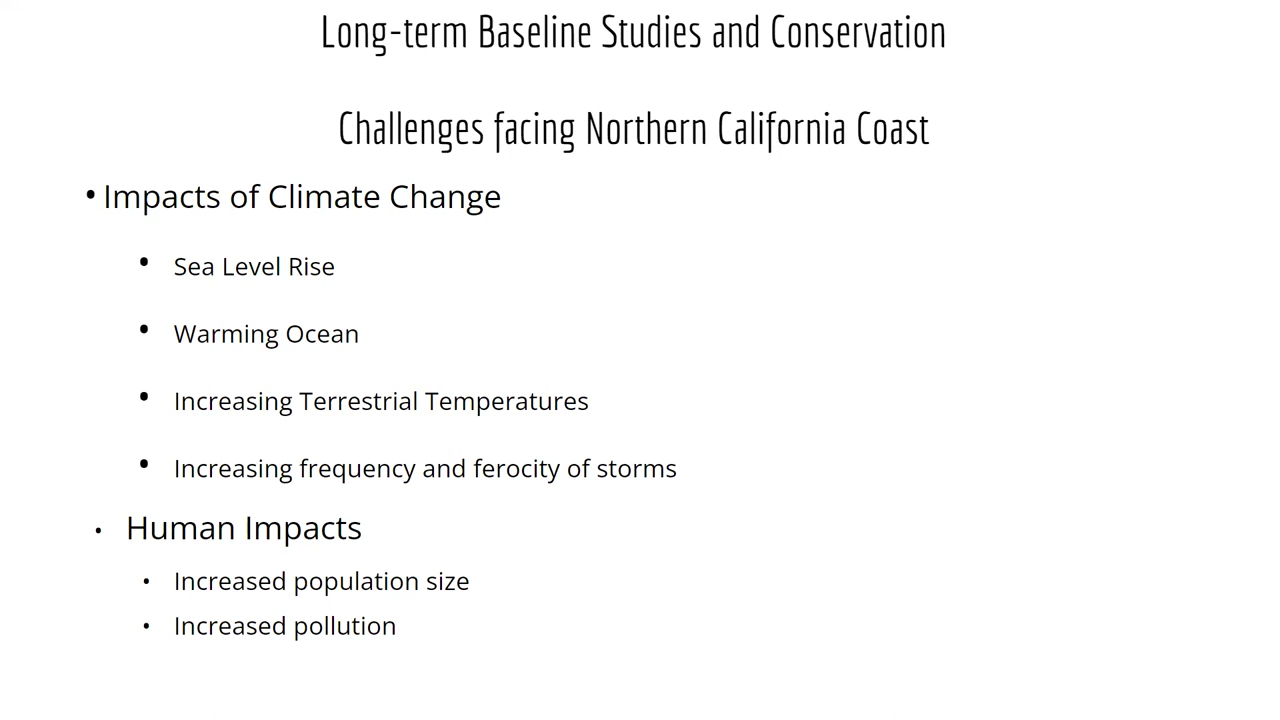 Long-term Baseline Studies and Conservation
Challenges facing Northern California Coast
• Impacts of Climate Change
• Sea Level Rise
• Warming Ocean
• Increasing Terrestrial Temperatures
• Increasing frequency and ferocity of storms
• Human Impacts
• Increased population size
• Increased pollution